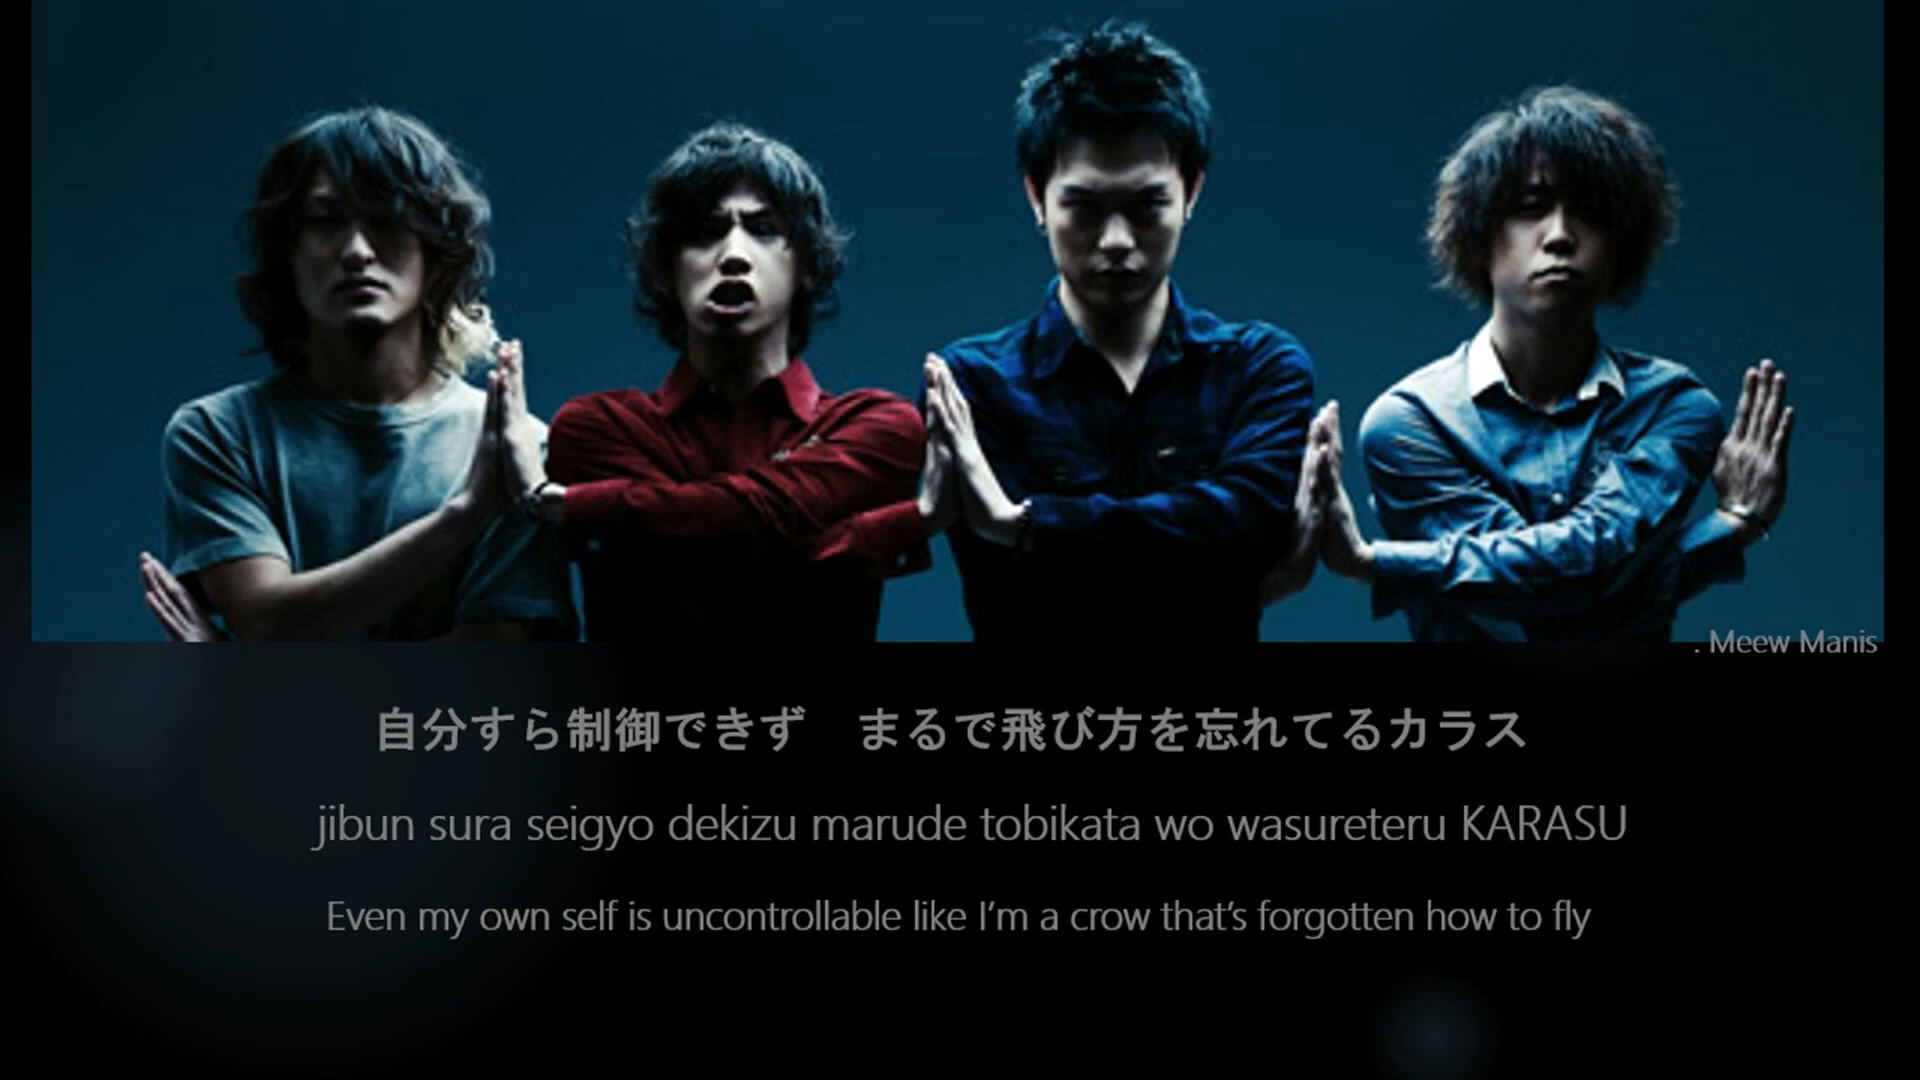 . Meew Manis
自分すら制御できず　まるで飛び方を忘れてるカラス
jibun sura seigyo dekizu marude tobikata wo wasureteru KARASU
Even my own self is uncontrollable like I'm a crow that's forgotten how to fly